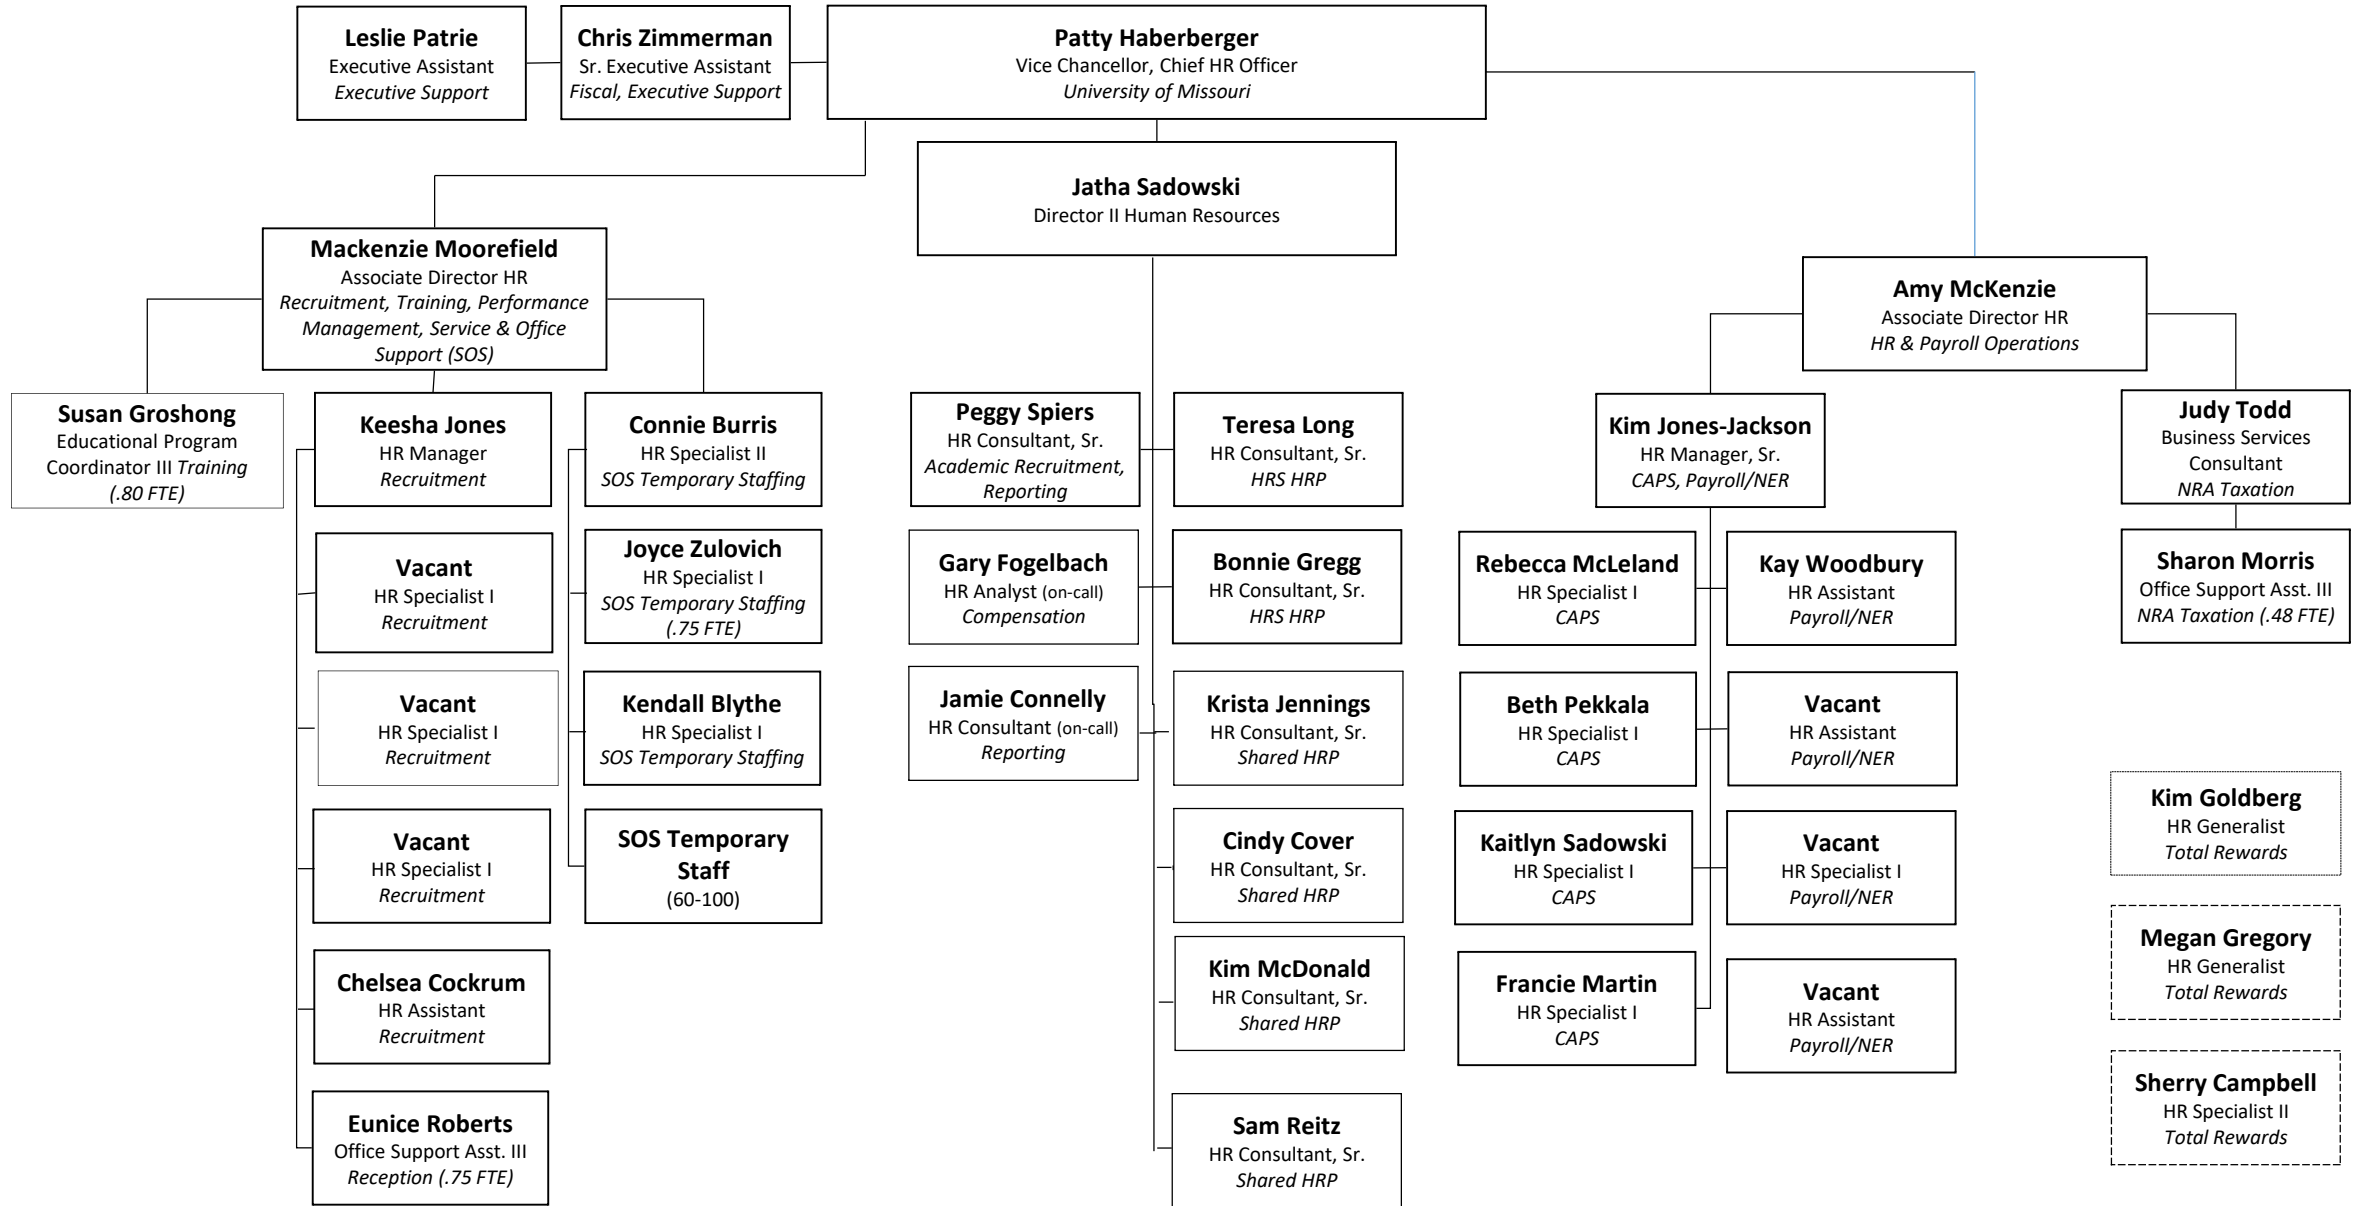 Leslie Patrie
Executive Assistant
Executive Support
Chris Zimmerman
Sr. Executive Assistant
Fiscal, Executive Support
Patty Haberberger
Vice Chancellor, Chief HR Officer
University of Missouri
Jatha Sadowski
Director II Human Resources
Mackenzie Moorefield
Associate Director HR
Recruitment, Training, Performance
Management, Service & Office
Support (SOS)
Amy McKenzie
Associate Director HR
HR & Payroll Operations
Susan Groshong
Educational Program
Coordinator III Training
(.80 FTE)
Keesha Jones
HR Manager
Recruitment
Vacant
HR Specialist I
Recruitment
Vacant
HR Specialist I
Recruitment
Vacant
HR Specialist I
Recruitment
Chelsea Cockrum
HR Assistant
Recruitment
Eunice Roberts
Office Support Asst. III
Reception (.75 FTE)
Connie Burris
HR Specialist II
SOS Temporary Staffing
Joyce Zulovich
HR Specialist I
SOS Temporary Staffing
(.75 FTE)
Kendall Blythe
HR Specialist I
SOS Temporary Staffing
SOS Temporary
Staff
(60-100)
Peggy Spiers
HR Consultant, Sr.
Academic Recruitment,
Reporting
Gary Fogelbach
HR Analyst (on-call)
Compensation
Jamie Connelly
HR Consultant (on-call)
Reporting
Teresa Long
HR Consultant, Sr.
HRS HRP
Bonnie Gregg
HR Consultant, Sr.
HRS HRP
Krista Jennings
HR Consultant, Sr.
Shared HRP
Cindy Cover
HR Consultant, Sr.
Shared HRP
Kim McDonald
HR Consultant, Sr.
Shared HRP
Sam Reitz
HR Consultant, Sr.
Shared HRP
Kim Jones-Jackson
HR Manager, Sr.
CAPS, Payroll/NER
Rebecca McLeland
HR Specialist I
CAPS
Beth Pekkala
HR Specialist I
CAPS
Kaitlyn Sadowski
HR Specialist I
CAPS
Francie Martin
HR Specialist I
CAPS
Kay Woodbury
HR Assistant
Payroll/NER
Vacant
HR Assistant
Payroll/NER
Vacant
HR Specialist I
Payroll/NER
Vacant
HR Assistant
Payroll/NER
Judy Todd
Business Services
Consultant
NRA Taxation
Sharon Morris
Office Support Asst. III
NRA Taxation (.48 FTE)
Kim Goldberg
HR Generalist
Total Rewards
Megan Gregory
HR Generalist
Total Rewards
Sherry Campbell
HR Specialist II
Total Rewards